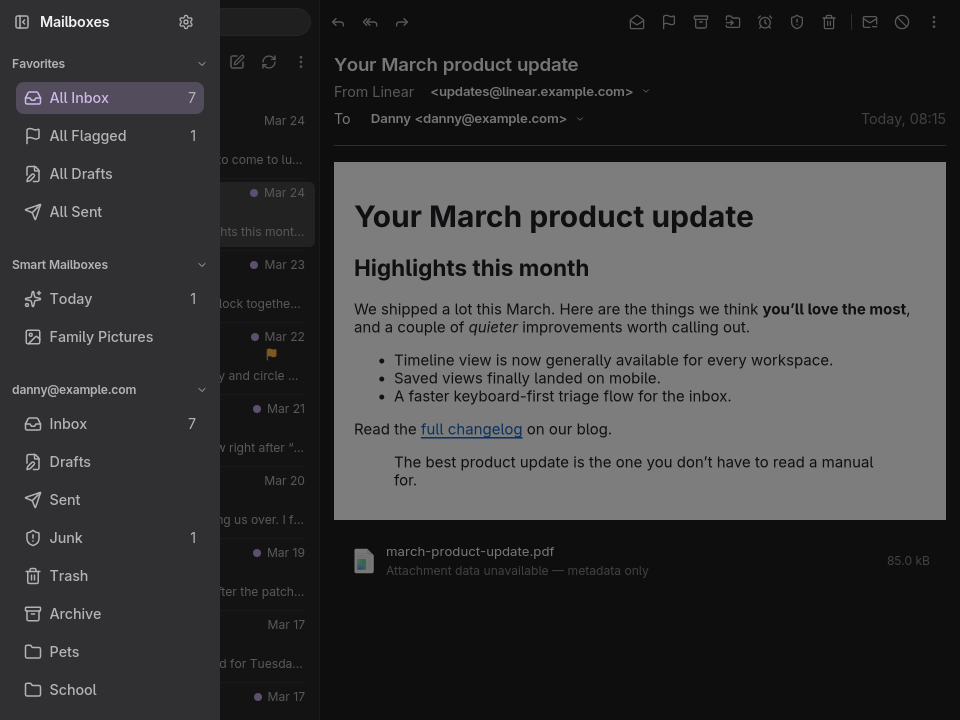 Mailboxes
Favorites
All Inbox 7
All Flagged 1
All Drafts
All Sent
Smart Mailboxes
Today 1
Family Pictures
danny@example.com
Inbox 7
Drafts
Sent
Junk 1
Trash
Archive
Pets
School
Mar 24
to come to lu…
Mar 24
hts this mont…
Mar 23
lock togethe…
Mar 22
y and circle …
Mar 21
w right after “…
Mar 20
ng us over. I f…
Mar 19
fter the patch…
Mar 17
d for Tuesda…
Mar 17
Your March product update
From Linear <updates@linear.example.com>
To Danny <danny@example.com>
Today, 08:15
Your March product update
Highlights this month
We shipped a lot this March. Here are the things we think you’ll love the most,
and a couple of quieter improvements worth calling out.
• Timeline view is now generally available for every workspace.
• Saved views finally landed on mobile.
• A faster keyboard-first triage flow for the inbox.
Read the full changelog on our blog.
The best product update is the one you don’t have to read a manual
for.
march-product-update.pdf
Attachment data unavailable — metadata only
85.0 kB